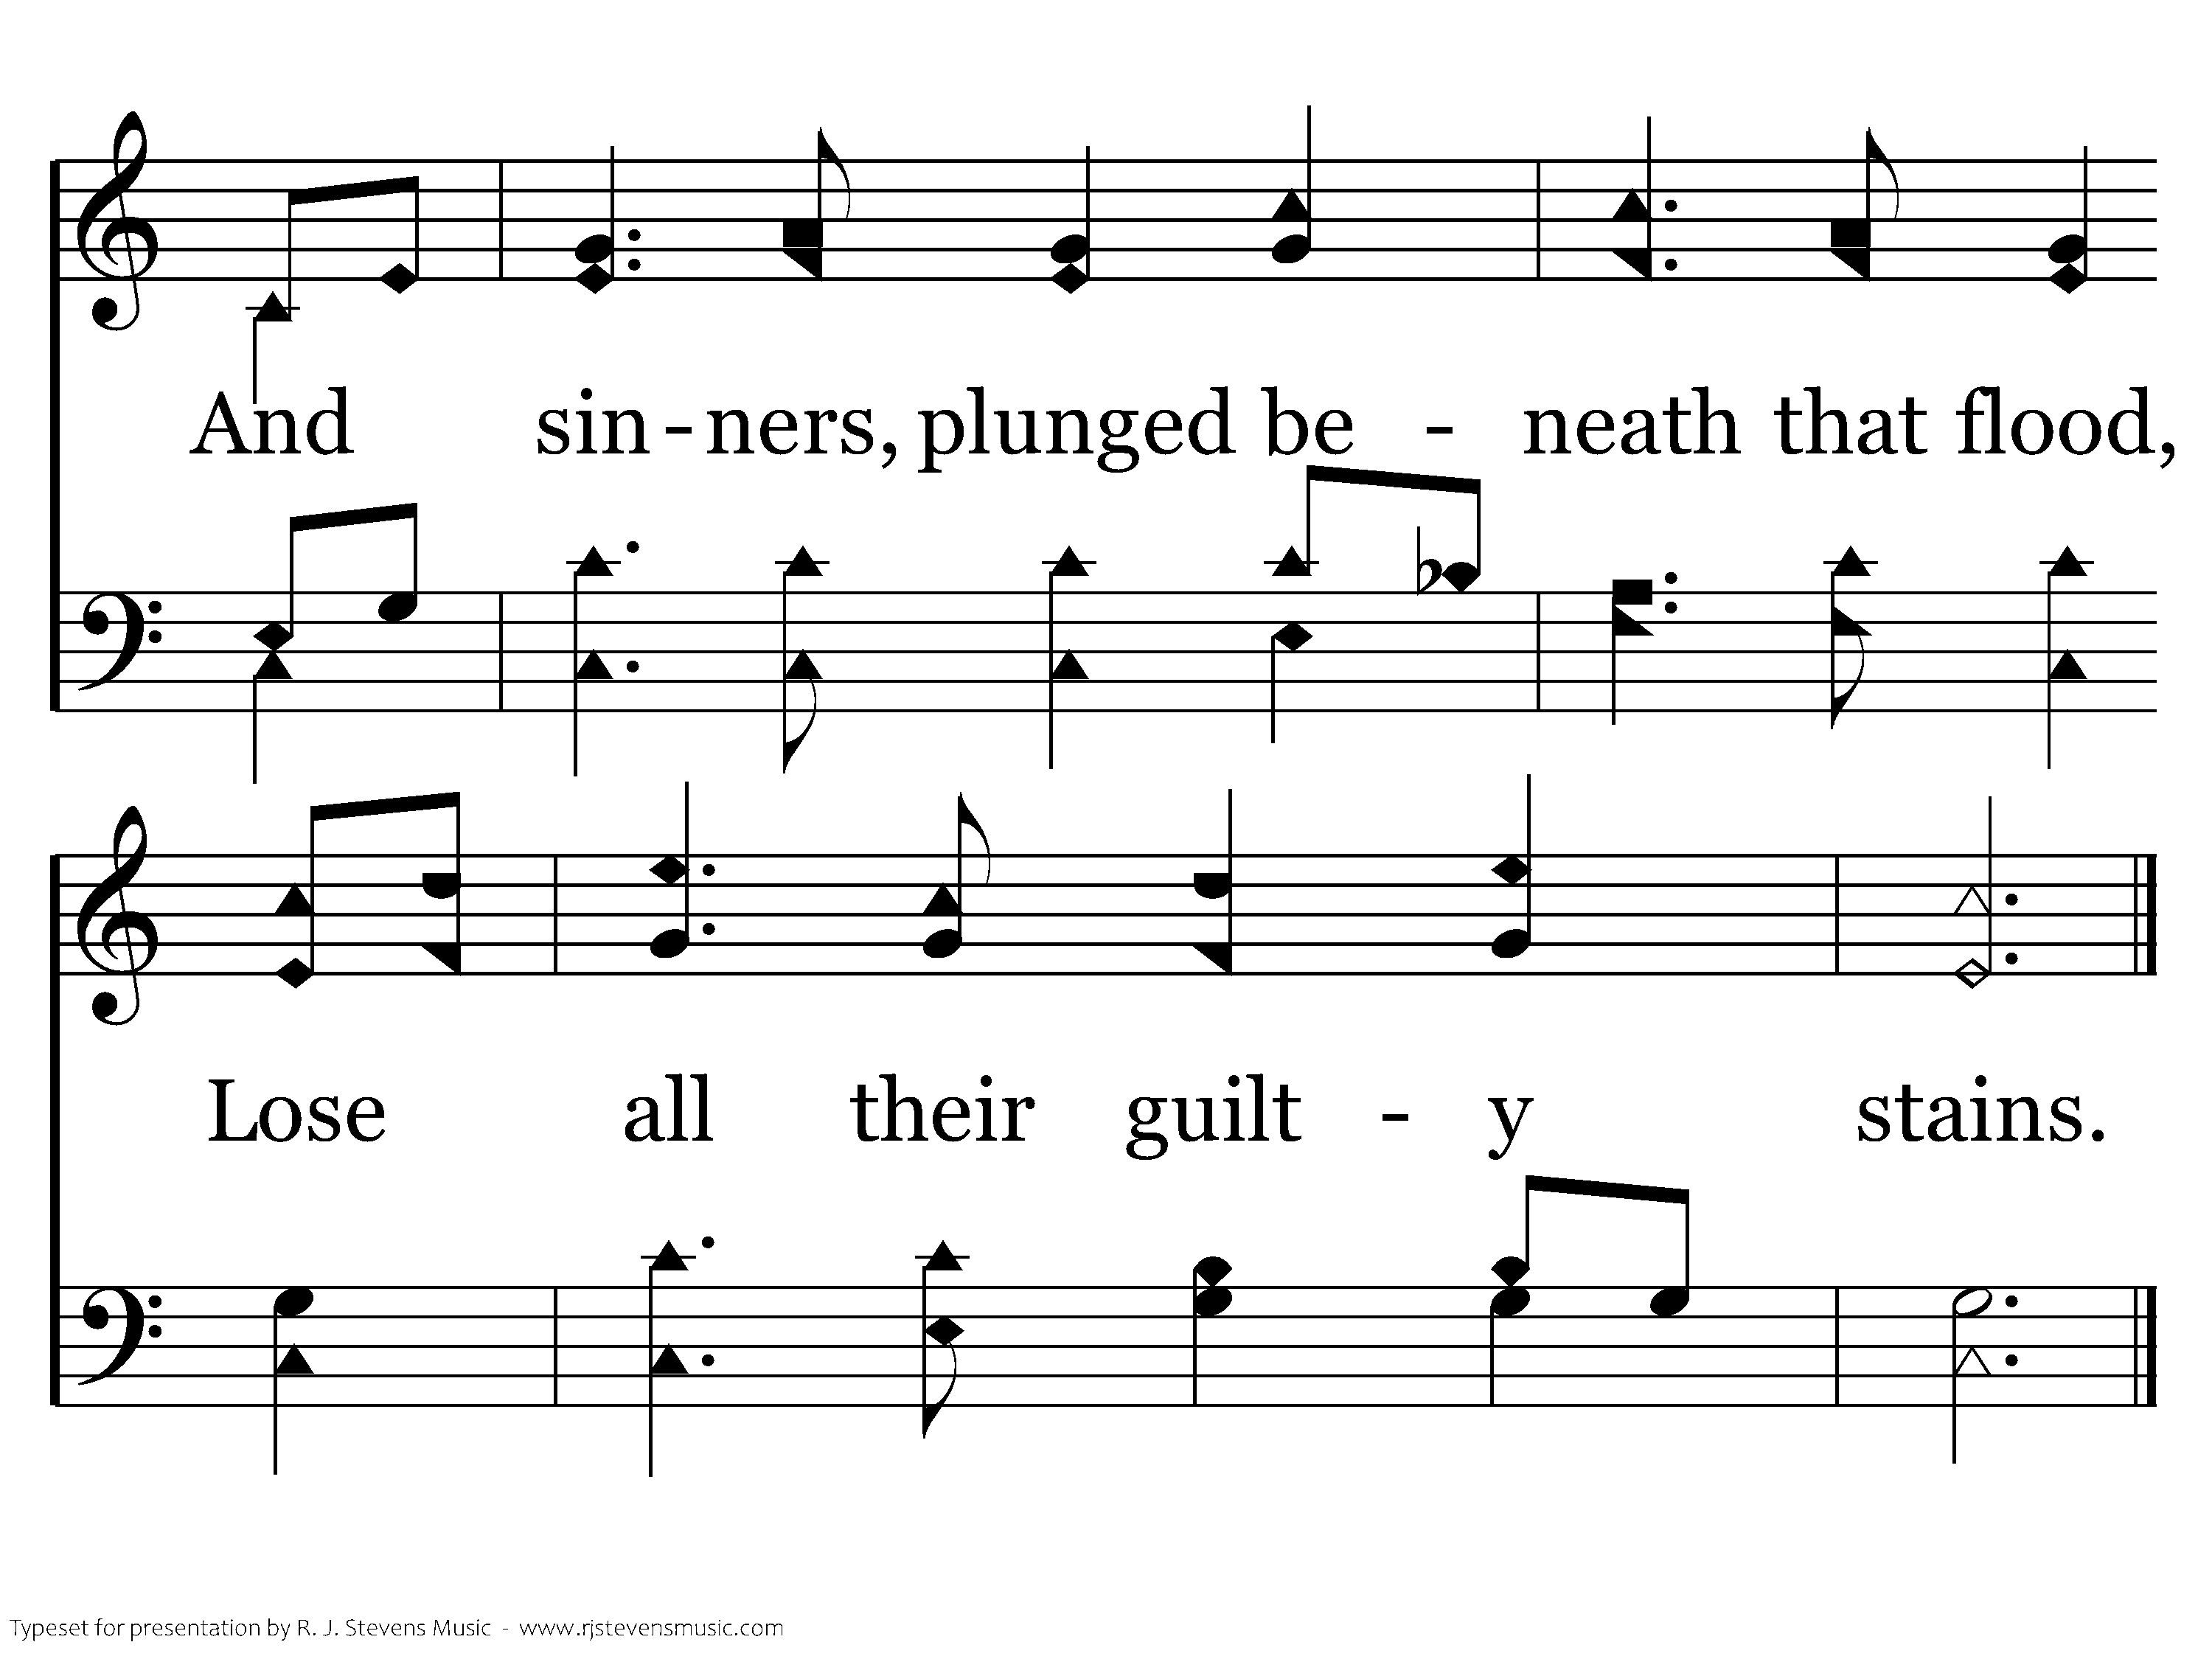 And sin - ners, plunged be - neath that flood,
Lose all their guilt - y stains.
Typeset for presentation by R. J. Stevens Music - www.rjstevensmusic.com